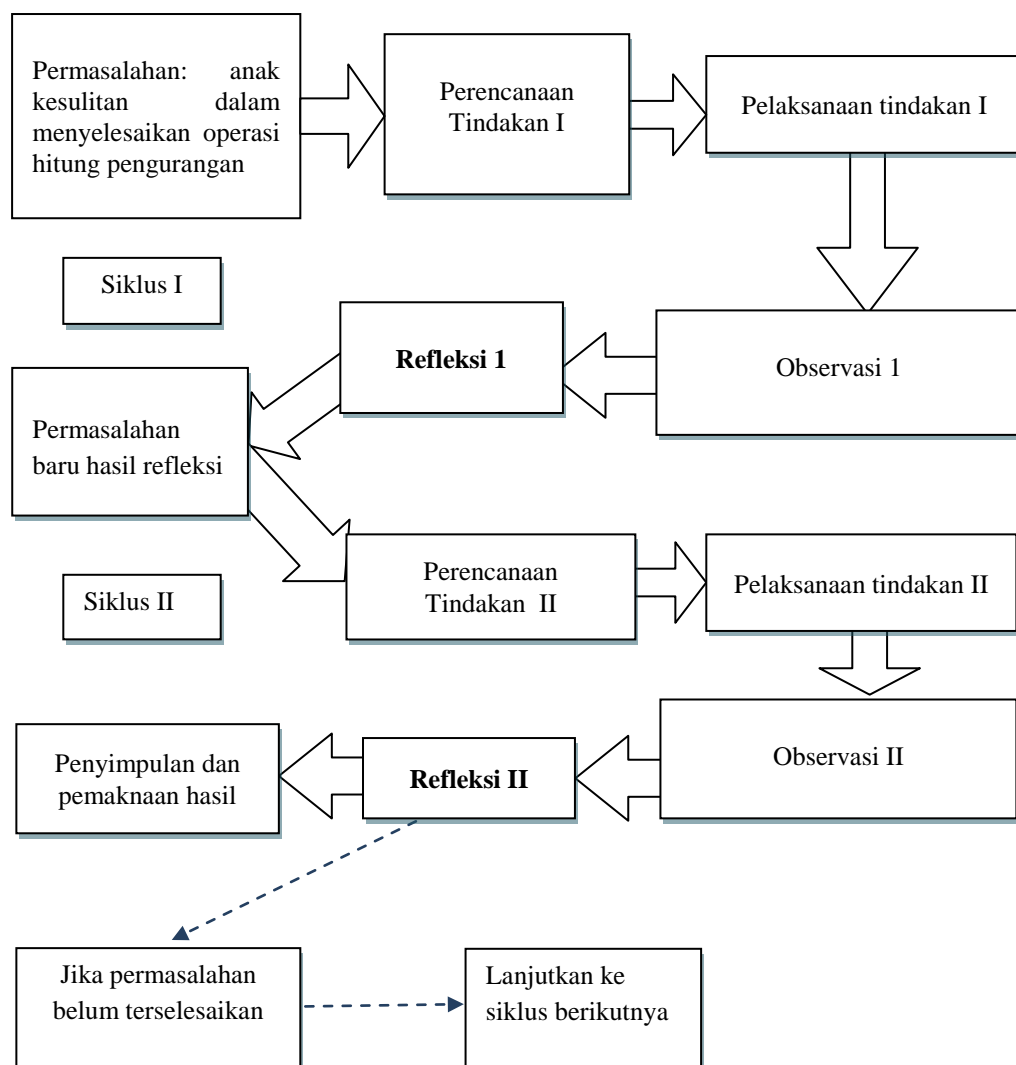 Permasalahan: anak
kesulitan dalam
menyelesaikan operasi
hitung pengurangan
Perencanaan
Tindakan I
Pelaksanaan tindakan I
Siklus I
Refleksi 1
Observasi 1
Permasalahan
baru hasil refleksi
Siklus II
Perencanaan
Tindakan II
Pelaksanaan tindakan II
Penyimpulan dan
pemaknaan hasil
Refleksi II
Observasi II
Jika permasalahan
belum terselesaikan
Lanjutkan ke
siklus berikutnya